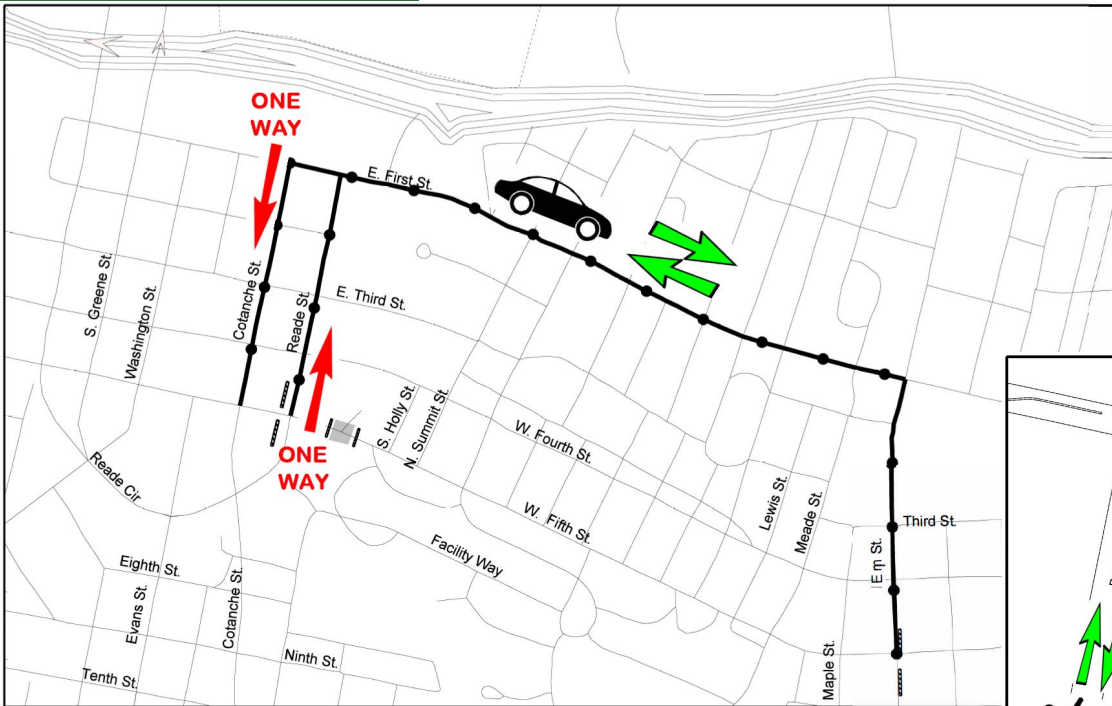 ONE
WAY
E. First St.
S. Greene St.
Washington St.
Cotanche St.
Reade St.
E. Third St.
S. Holly St.
N. Summit St.
W. Fourth St.
ONE
WAY
Reade Cir
W. Fifth St.
Lewis St.
Meade St.
Third St.
Facility Way
Eighth St.
Evans St.
Cotanche St.
Ninth St.
Tenth St.
Maple St.